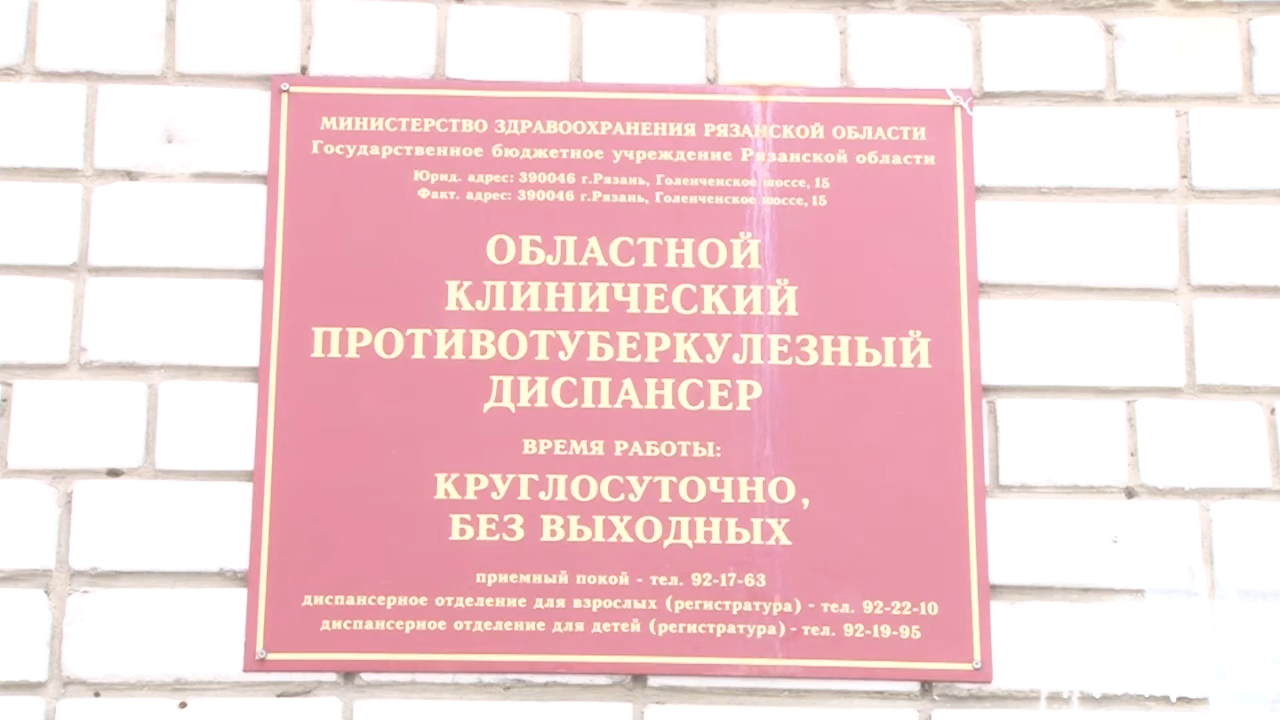 МИНИСТЕРСТВО ЗДРАВООХРАНЕНИЯ РЯЗАНСКОЙ ОБЛАСТИ
Государственное бюджетное учреждение Рязанской области
Юрид. адрес: 390046 г.Рязань, Голенченское шоссе, 15
Факт. адрес: 390046 г.Рязань, Голенченское шоссе, 15
ОБЛАСТНОЙ
КЛИНИЧЕСКИЙ
ПРОТИВОТУБЕРКУЛЕЗНЫЙ
ДИСПАНСЕР
ВРЕМЯ РАБОТЫ:
КРУГЛОСУТОЧНО,
БЕЗ ВЫХОДНЫХ
приемный покой - тел. 92-17-63
диспансерное отделение для взрослых (регистратура) - тел. 92-22-10
диспансерное отделение для детей (регистратура) - тел. 92-19-95